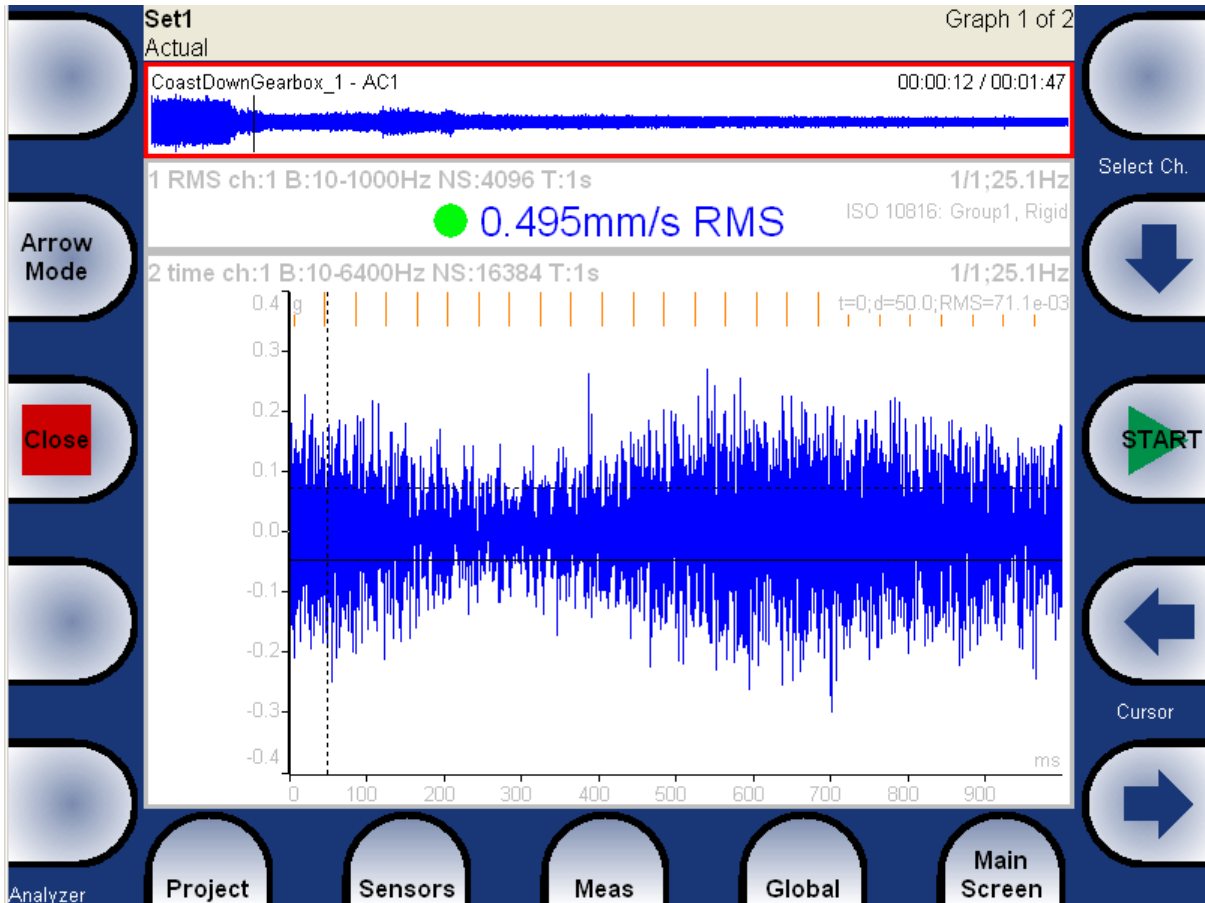 Set1
Graph 1 of 2
Actual
CoastDownGearbox_1 - AC1
00:00:12 / 00:01:47
1 RMS ch:1 B:10-1000Hz NS:4096 T:1s
1/1;25.1Hz
0.495mm/s RMS
ISO 10816: Group1, Rigid
2 time ch:1 B:10-6400Hz NS:16384 T:1s
1/1;25.1Hz
0.4
g
t=0;d=50.0;RMS=71.1e-03
0.3
0.2
0.1
0.0
-0.1
-0.2
-0.3
-0.4
ms
0 100 200 300 400 500 600 700 800 900
Arrow
Mode
Close
Analyzer
Select Ch.
START
Cursor
Project
Sensors
Meas
Global
Main
Screen